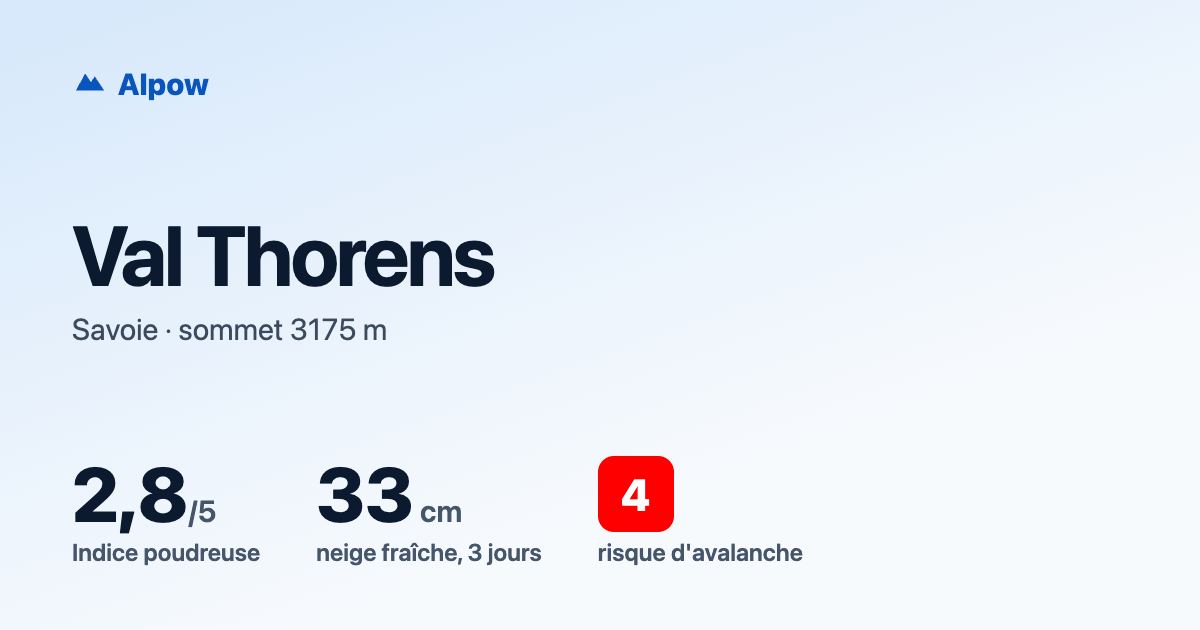 Alpow
Val Thorens
Savoie · sommet 3175 m
2,8/5
Indice poudreuse
33 cm
neige fraîche, 3 jours
4
risque d'avalanche